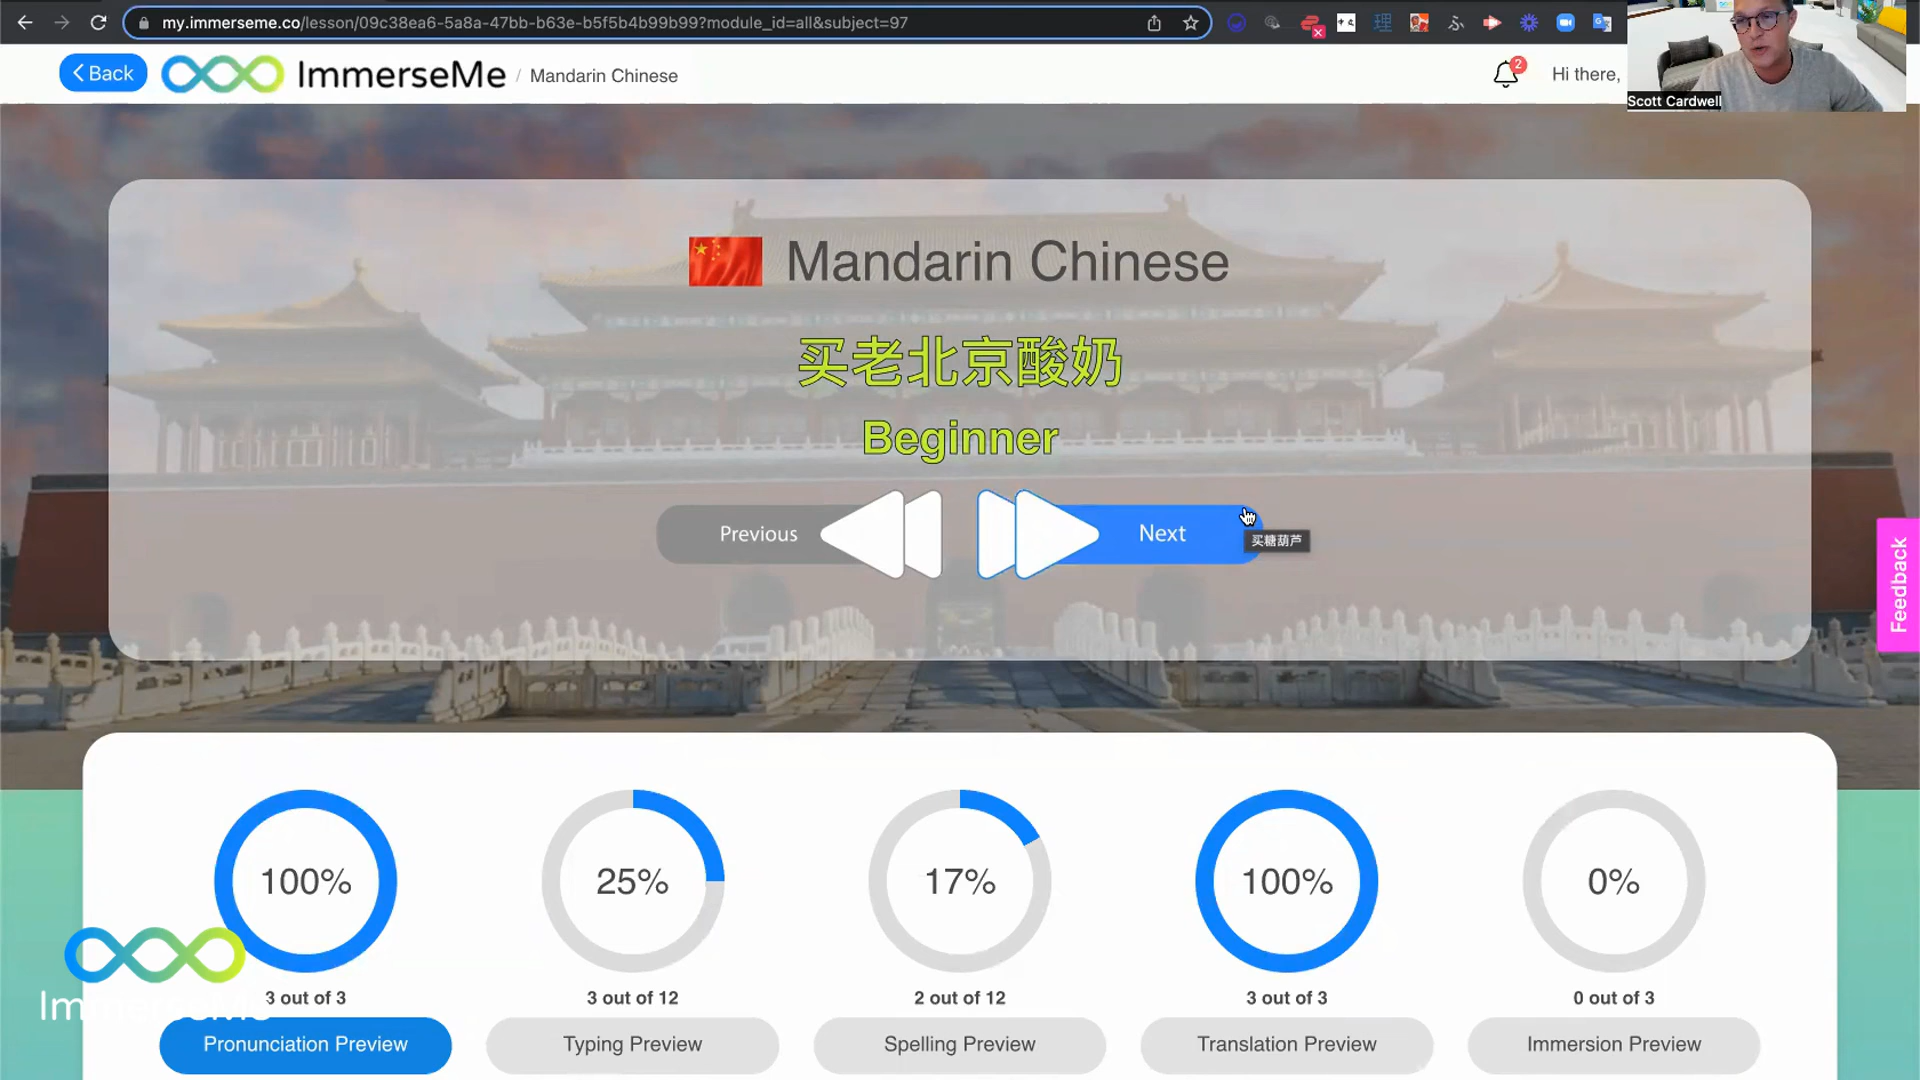 my.immerseme.co/lesson/09c38ea6-5a8a-47bb-b63e-b5f5b4b99b99?module_id=all&subject=97
Back
ImmerseMe / Mandarin Chinese
2
Hi there,
Scott Cardwell
Mandarin Chinese
买老北京酸奶
Beginner
Previous
Next
买糖葫芦
Feedback
100%
25%
17%
100%
0%
3 out of 3
3 out of 12
2 out of 12
3 out of 3
0 out of 3
ImmerseMe
Pronunciation Preview
Typing Preview
Spelling Preview
Translation Preview
Immersion Preview